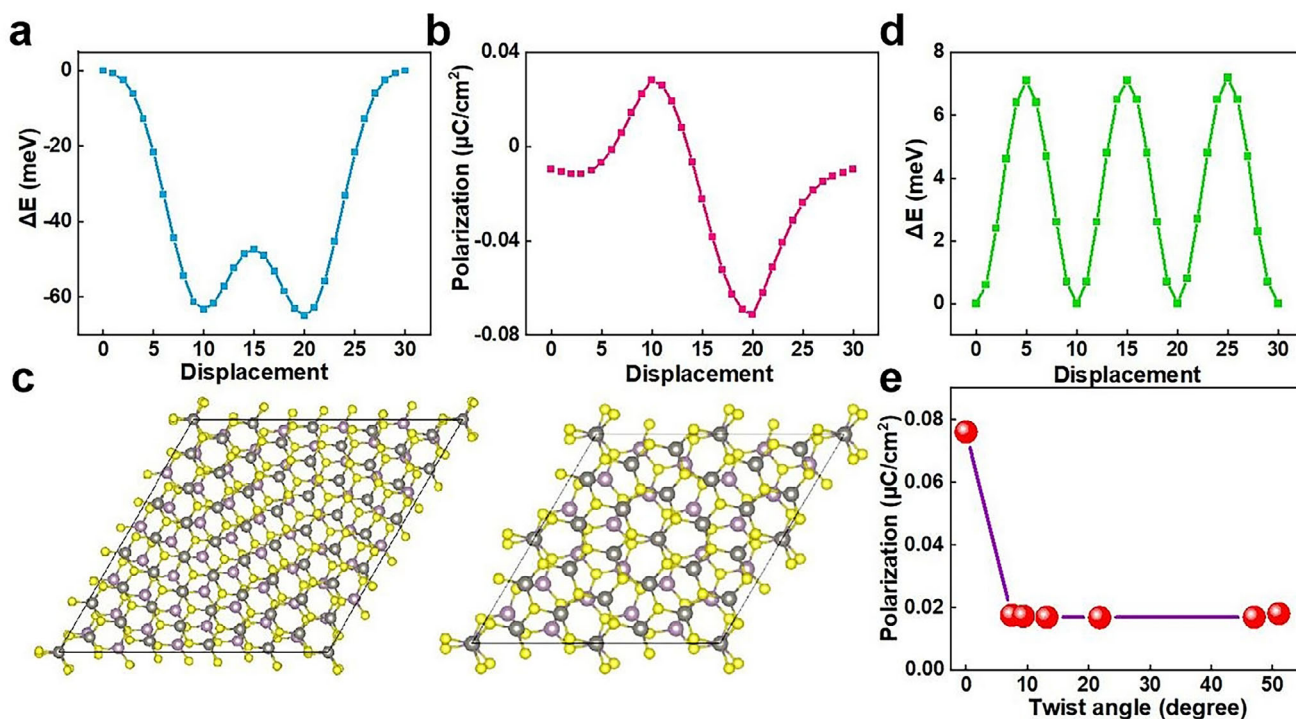 a
0
-20
-40
-60
ΔE (meV)
0 5 10 15 20 25 30
Displacement
b
0.04
0
-0.04
-0.08
Polarization (μC/cm²)
0 5 10 15 20 25 30
Displacement
d
8
6
4
2
0
ΔE (meV)
0 5 10 15 20 25 30
Displacement
c
e
0.08
0.06
0.04
0.02
0.00
Polarization (μC/cm²)
0 10 20 30 40 50
Twist angle (degree)